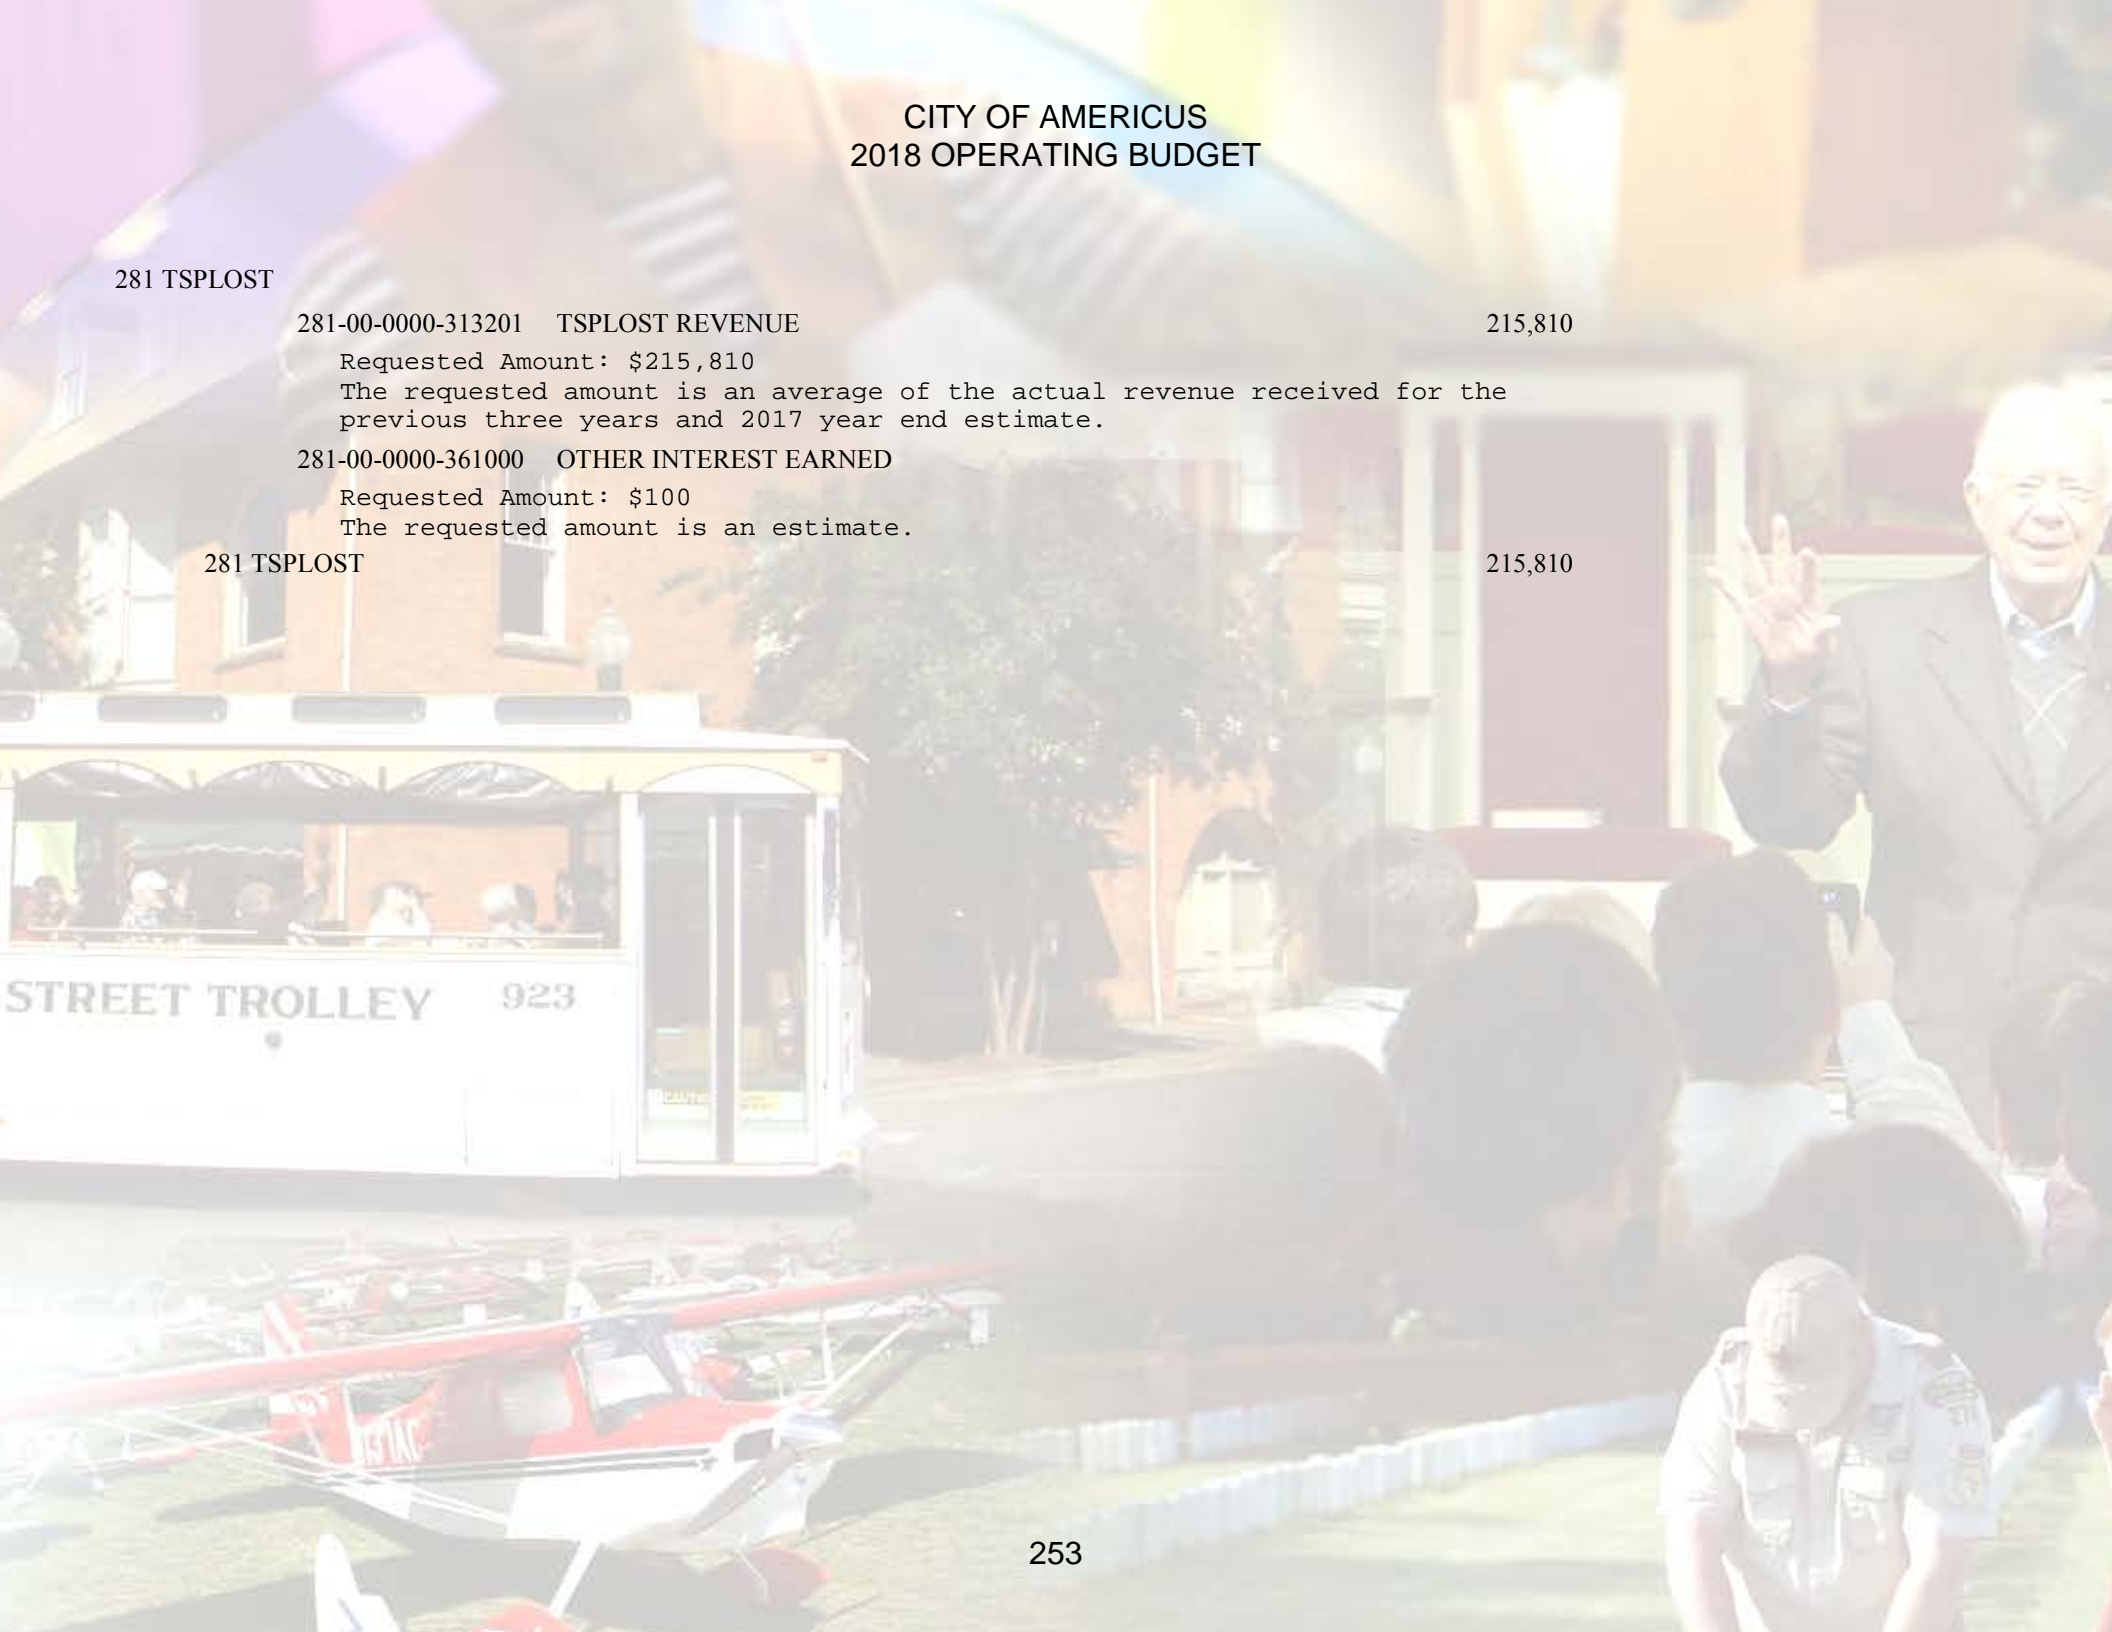 CITY OF AMERICUS
2018 OPERATING BUDGET
281 TSPLOST
281-00-0000-313201 TSPLOST REVENUE 215,810
Requested Amount: $215,810
The requested amount is an average of the actual revenue received for the
previous three years and 2017 year end estimate.
281-00-0000-361000 OTHER INTEREST EARNED
Requested Amount: $100
The requested amount is an estimate.
281 TSPLOST 215,810
STREET TROLLEY 923
253